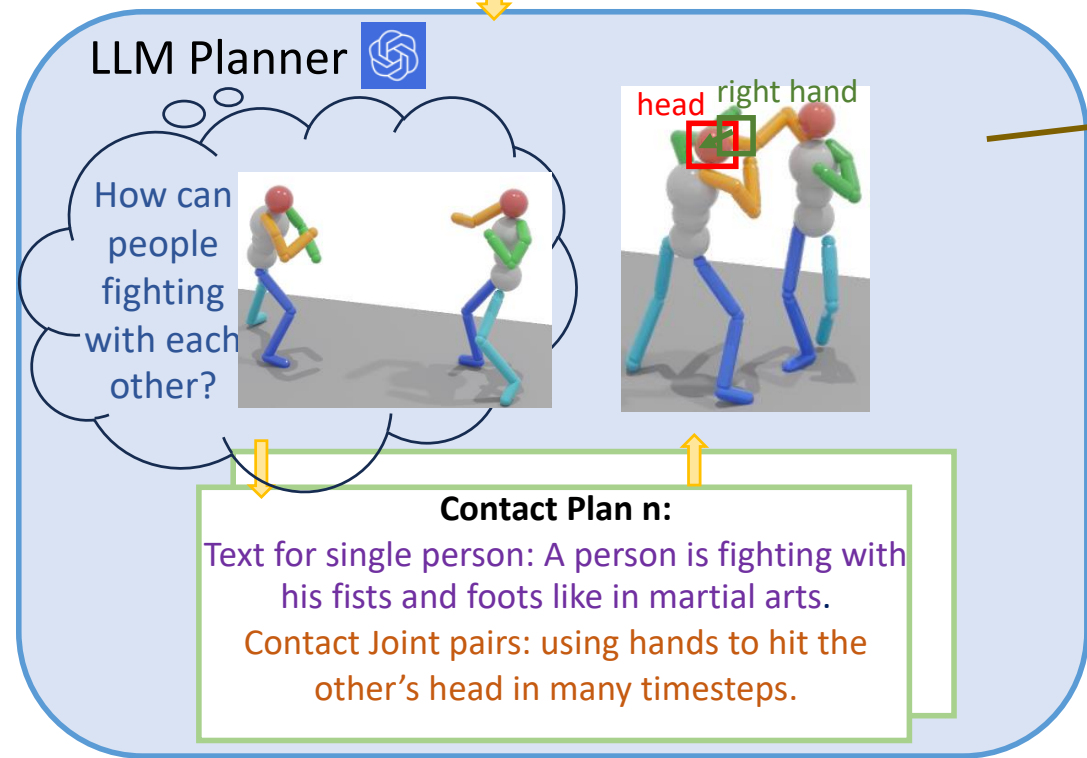 LLM Planner
How can
people
fighting
with each
other?
head
right hand
Contact Plan n:
Text for single person: A person is fighting with
his fists and foots like in martial arts.
Contact Joint pairs: using hands to hit the
other’s head in many timesteps.